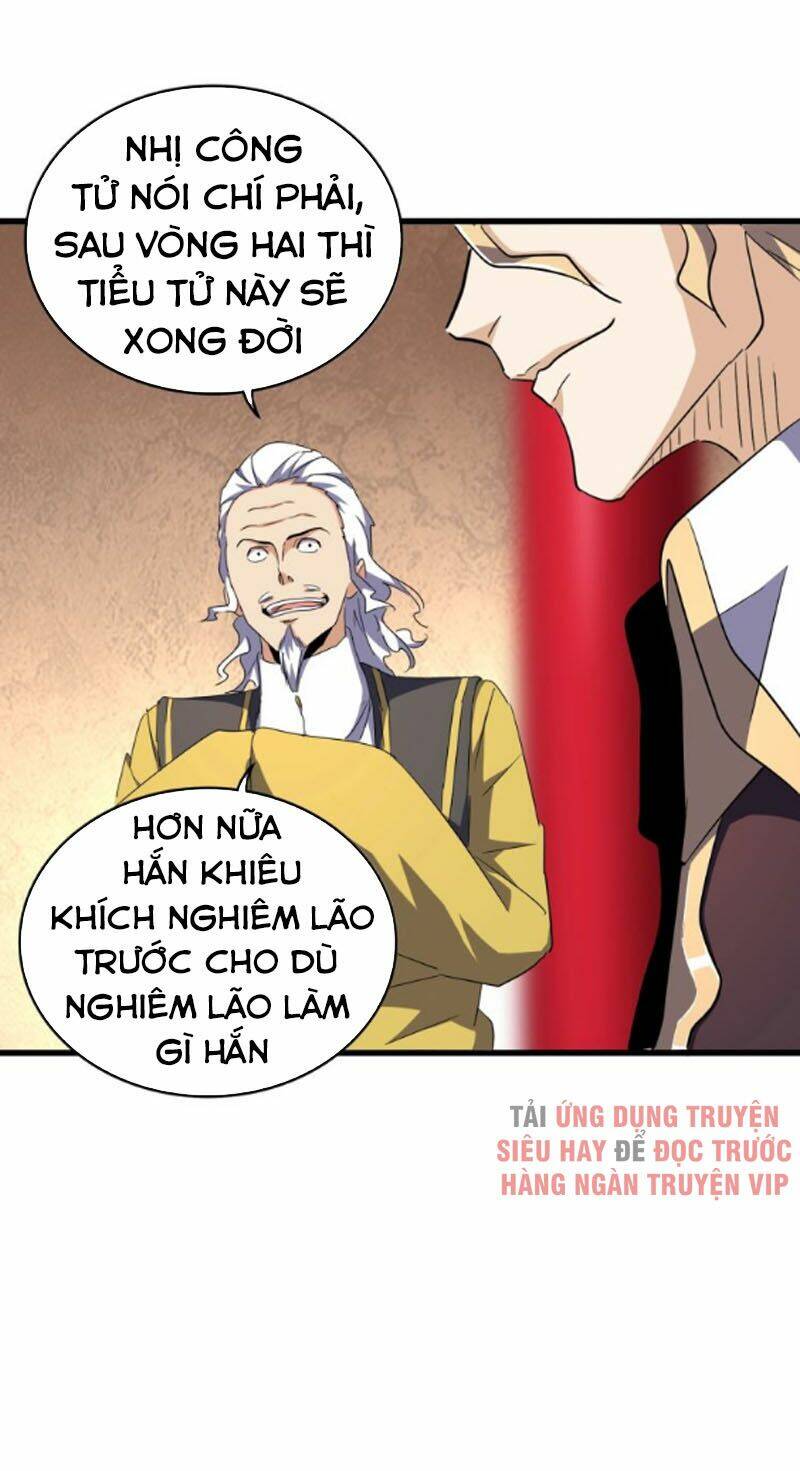 NHỊ CÔNG
TỬ NÓI CHÍ PHẢI,
SAU VÒNG HAI THÌ
TIỂU TỬ NÀY SẼ
XONG ĐỜI
HƠN NỮA
HẮN KHIÊU
KHÍCH NGHIÊM LÃO
TRƯỚC CHO DÙ
NGHIÊM LÃO LÀM
GÌ HẮN
TẢI ỨNG DỤNG TRUYỆN
SIÊU HAY ĐỂ ĐỌC TRƯỚC
HÀNG NGÀN TRUYỆN VIP